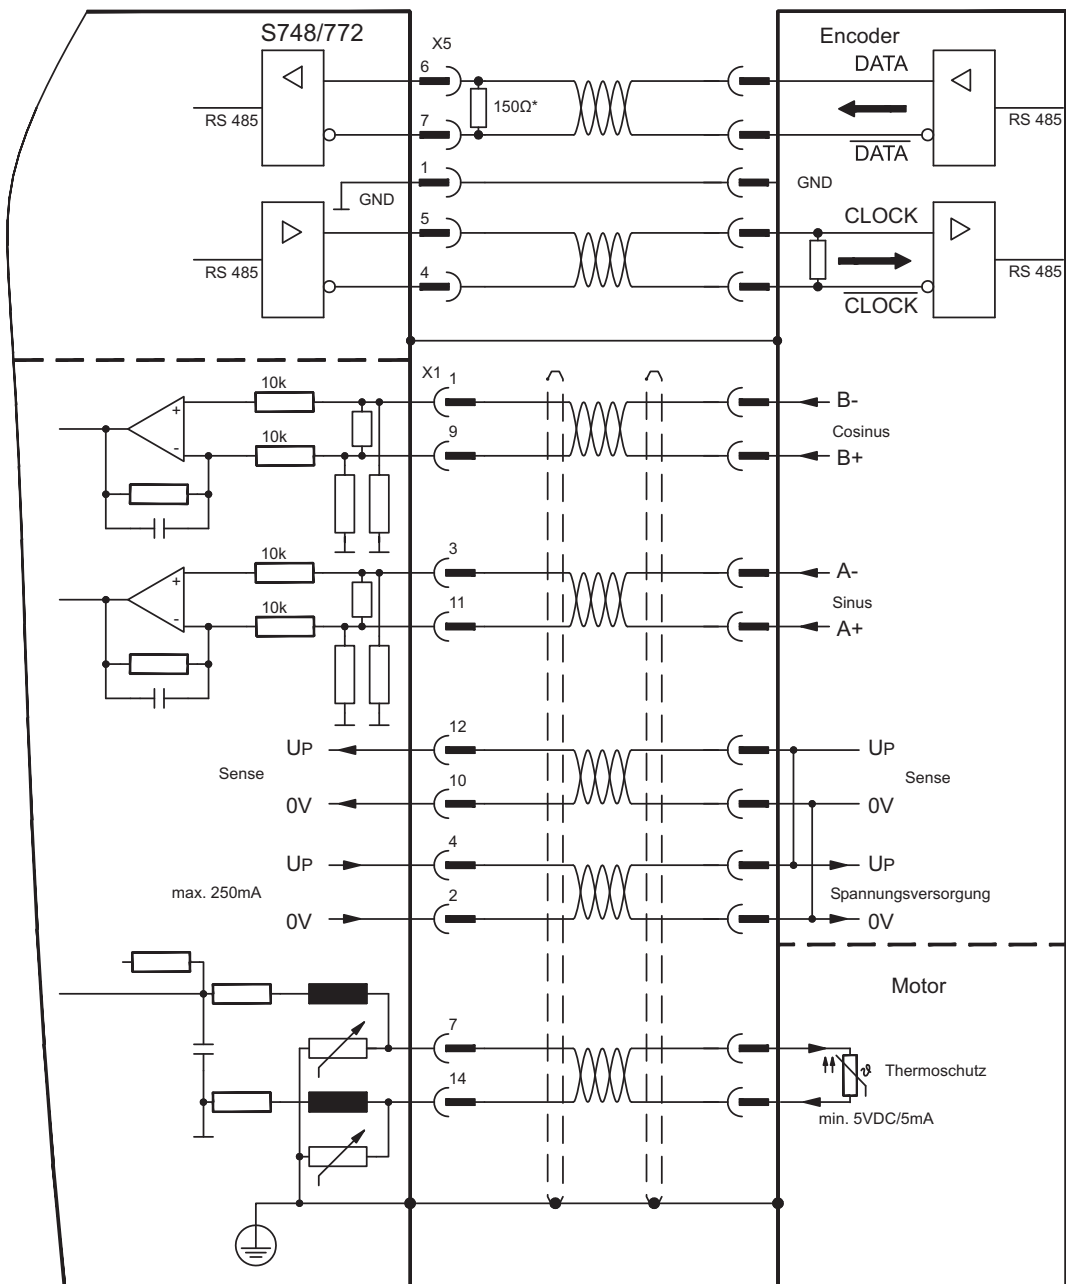 S748/772
X5
Encoder
6
DATA
150Ω*
RS 485
RS 485
7
DATA
1
GND
GND
5
CLOCK
RS 485
RS 485
4
CLOCK
X1
1
10k
+
B-
9
Cosinus
10k
-
B+
3
10k
+
A-
11
Sinus
10k
-
A+
12
UP
UP
Sense
Sense
10
0V
0V
4
UP
UP
max. 250mA
Spannungsversorgung
2
0V
0V
Motor
7
ϑ
Thermoschutz
14
min. 5VDC/5mA